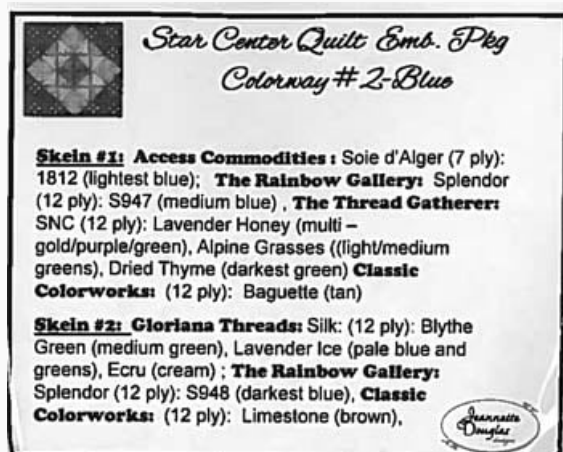 Star Center Quilt Emb. Pkg
Colorway # 2-Blue
Skein #1: Access Commodities : Soie d'Alger (7 ply):
1812 (lightest blue); The Rainbow Gallery: Splendor
(12 ply): S947 (medium blue) , The Thread Gatherer:
SNC (12 ply): Lavender Honey (multi –
gold/purple/green), Alpine Grasses ((light/medium
greens), Dried Thyme (darkest green) Classic
Colorworks: (12 ply): Baguette (tan)
Skein #2: Gloriana Threads: Silk: (12 ply): Blythe
Green (medium green), Lavender Ice (pale blue and
greens), Ecru (cream) ; The Rainbow Gallery:
Splendor (12 ply): S948 (darkest blue), Classic
Colorworks: (12 ply): Limestone (brown),
Jeannette
Douglas
designs